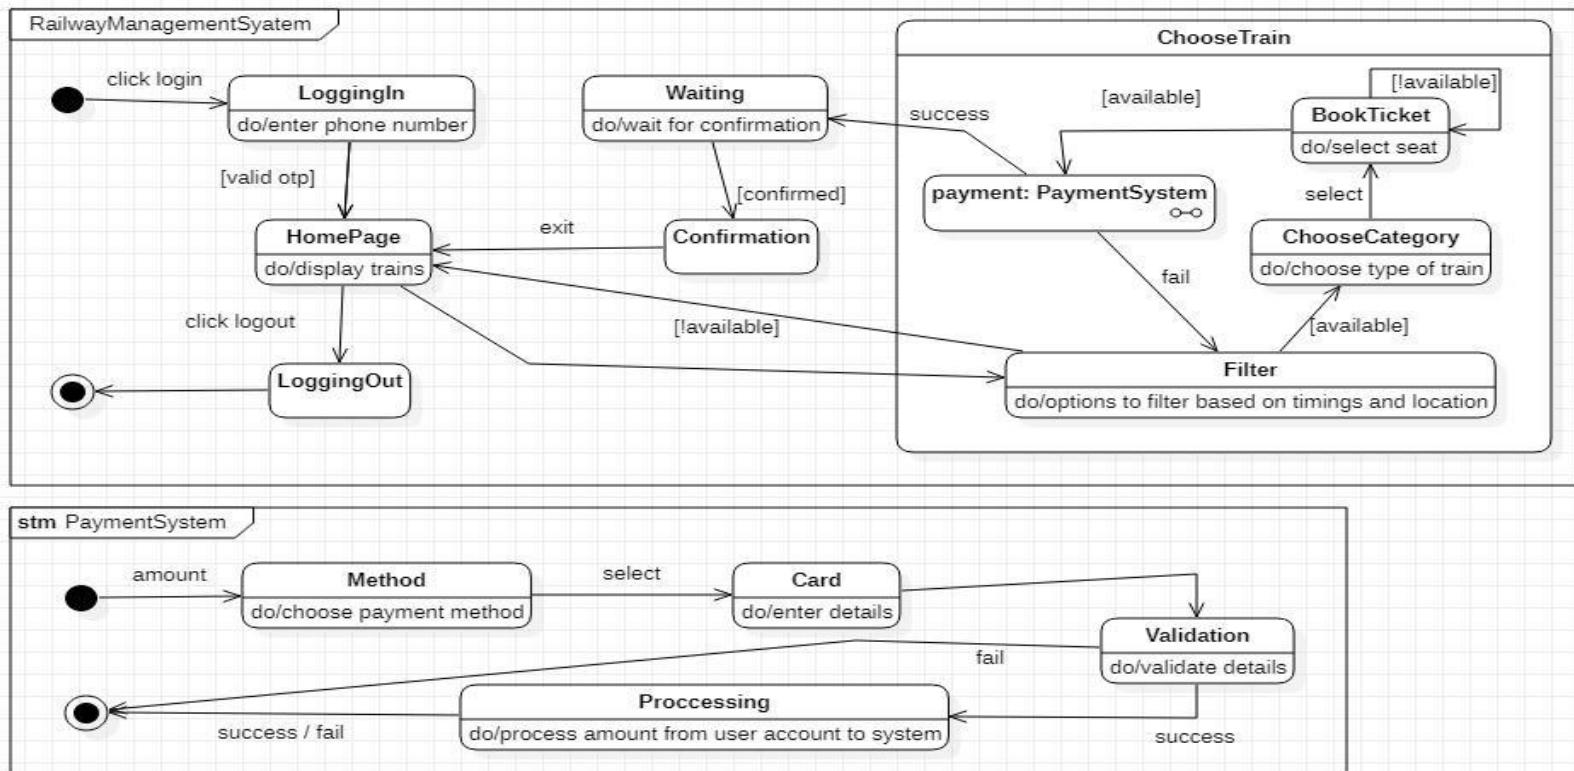 RailwayManagementSyatem
ChooseTrain
click login
LoggingIn
do/enter phone number
Waiting
do/wait for confirmation
success
[available]
[!available]
BookTicket
do/select seat
[valid otp]
[confirmed]
payment: PaymentSystem
select
HomePage
do/display trains
exit
Confirmation
ChooseCategory
do/choose type of train
fail
click logout
[!available]
[available]
LoggingOut
Filter
do/options to filter based on timings and location
stm PaymentSystem
amount
Method
do/choose payment method
select
Card
do/enter details
Validation
do/validate details
fail
Proccessing
do/process amount from user account to system
success / fail
success